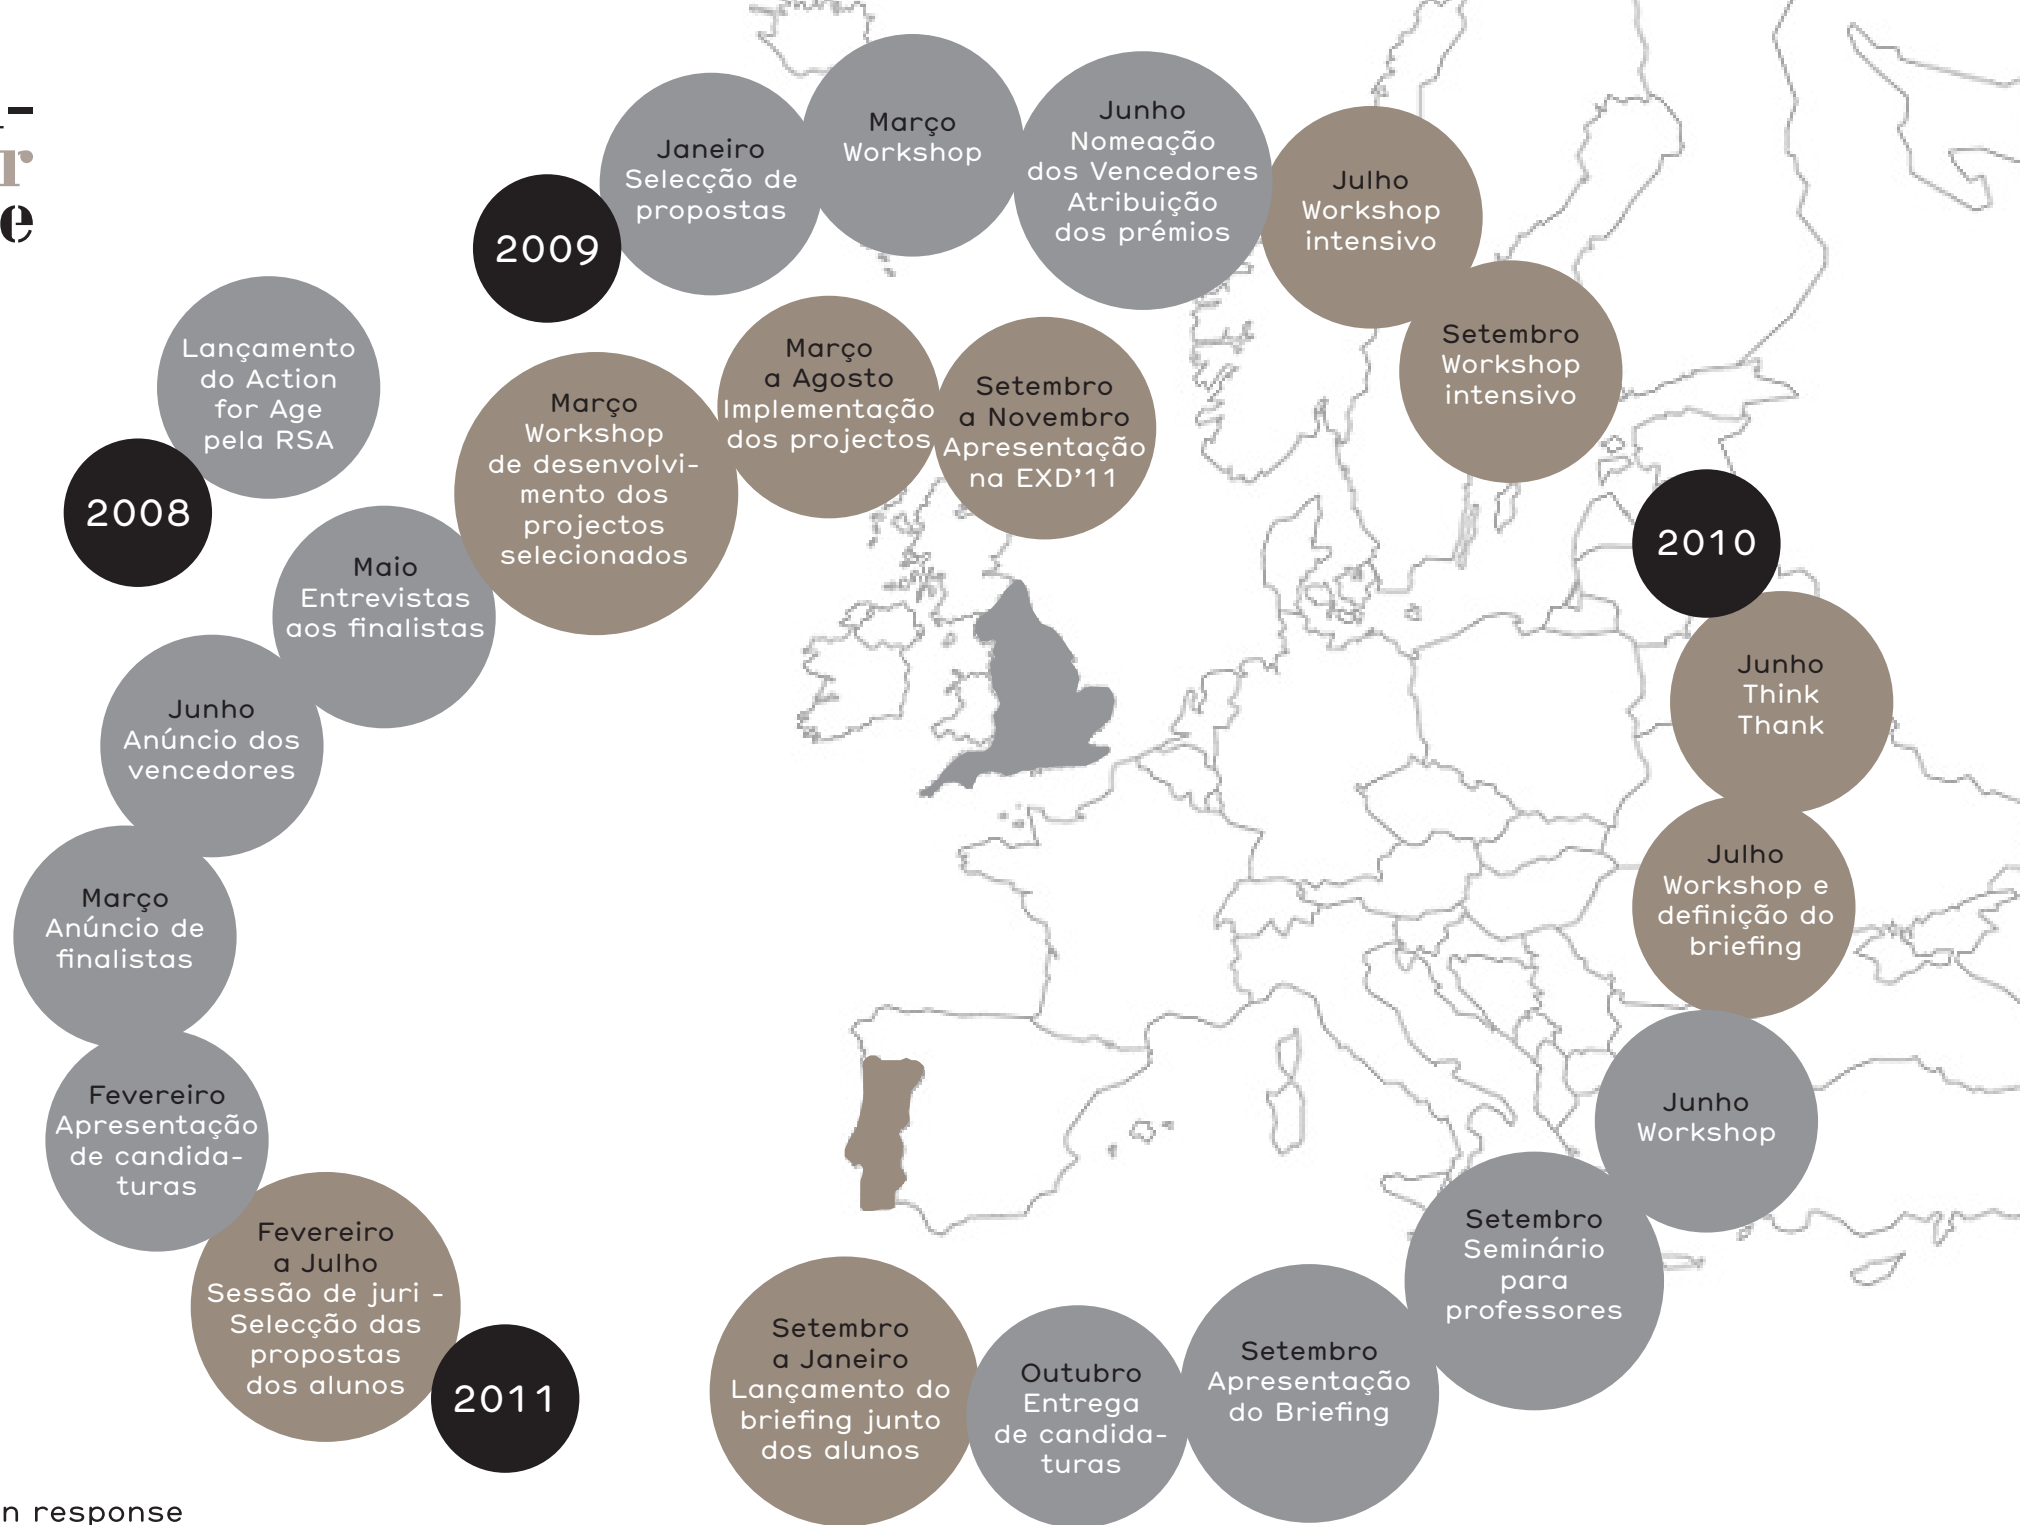 r
e
2008
Lançamento
do Action
for Age
pela RSA
2009
Janeiro
Selecção de
propostas
Março
Workshop
Junho
Nomeação
dos Vencedores
Atribuição
dos prémios
Julho
Workshop
intensivo
Setembro
Workshop
intensivo
2010
Junho
Think
Thank
Julho
Workshop e
definição do
briefing
Junho
Workshop
Setembro
Seminário
para
professores
Setembro
Apresentação
do Briefing
Outubro
Entrega
de candida-
turas
Setembro
a Janeiro
Lançamento do
briefing junto
dos alunos
2011
Fevereiro
a Julho
Sessão de juri -
Selecção das
propostas
dos alunos
Fevereiro
Apresentação
de candida-
turas
Março
Anúncio de
finalistas
Junho
Anúncio dos
vencedores
Maio
Entrevistas
aos finalistas
Março
Workshop
de desenvolvi-
mento dos
projectos
selecionados
Março
a Agosto
Implementação
dos projectos
Setembro
a Novembro
Apresentação
na EXD’11
n response